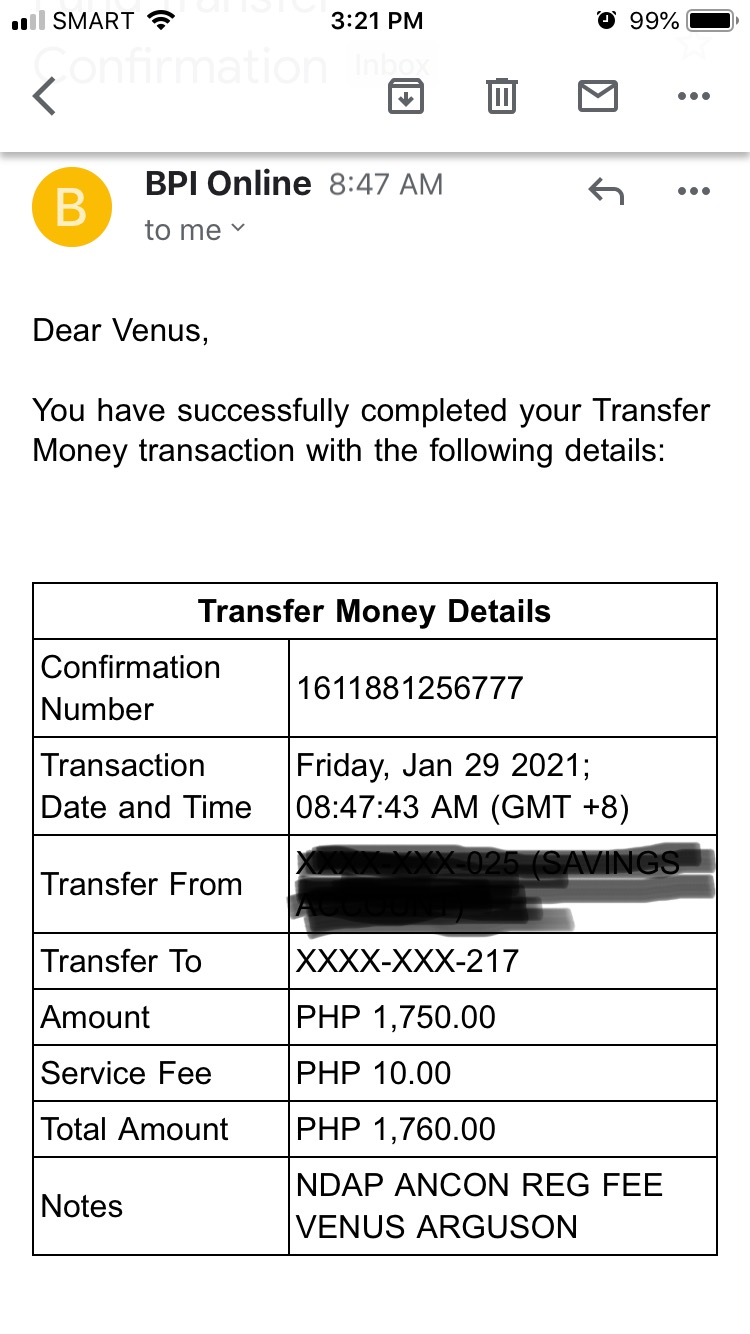 SMART 3:21 PM 99%
Fund Transfer
Confirmation Inbox
B
BPI Online 8:47 AM
to me
Dear Venus,
You have successfully completed your Transfer
Money transaction with the following details:
Transfer Money Details
Confirmation
Number
1611881256777
Transaction
Date and Time
Friday, Jan 29 2021;
08:47:43 AM (GMT +8)
Transfer From
Transfer To
XXXX-XXX-217
Amount
PHP 1,750.00
Service Fee
PHP 10.00
Total Amount
PHP 1,760.00
Notes
NDAP ANCON REG FEE
VENUS ARGUSON